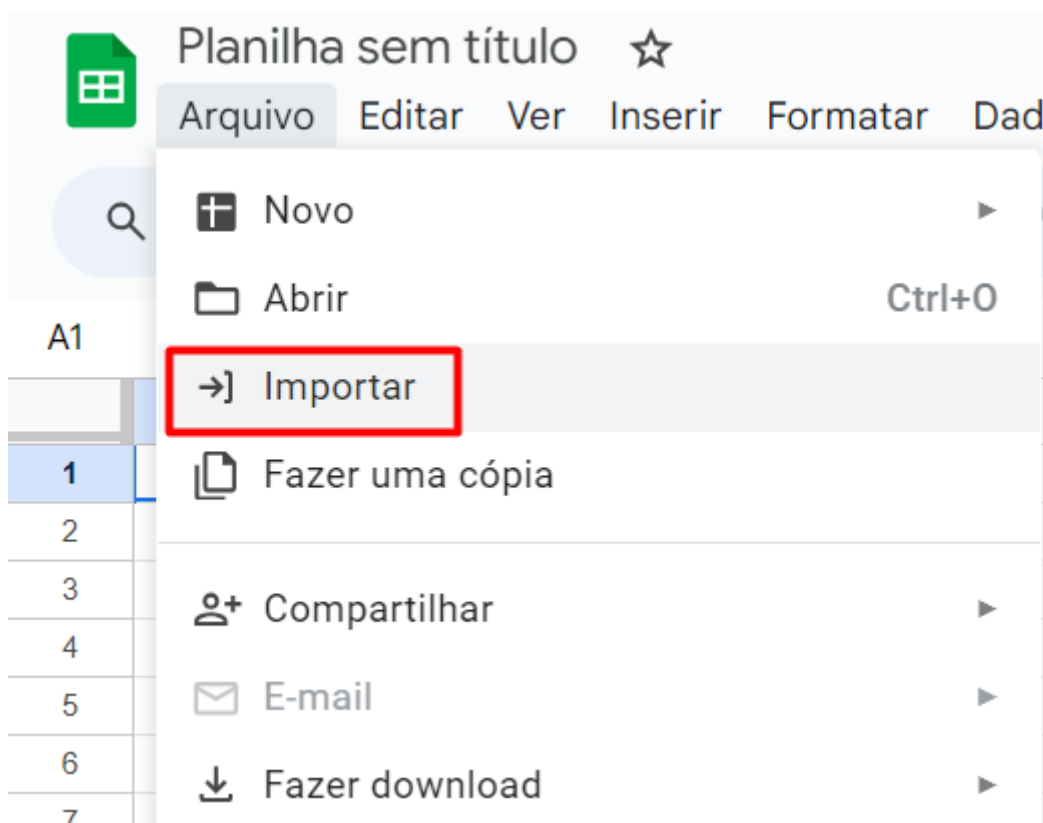 Planilha sem título
Arquivo Editar Ver Inserir Formatar Dad
Novo
Abrir Ctrl+O
A1
Importar
1
Fazer uma cópia
2
3
Compartilhar
4
5
E-mail
6
Fazer download
7